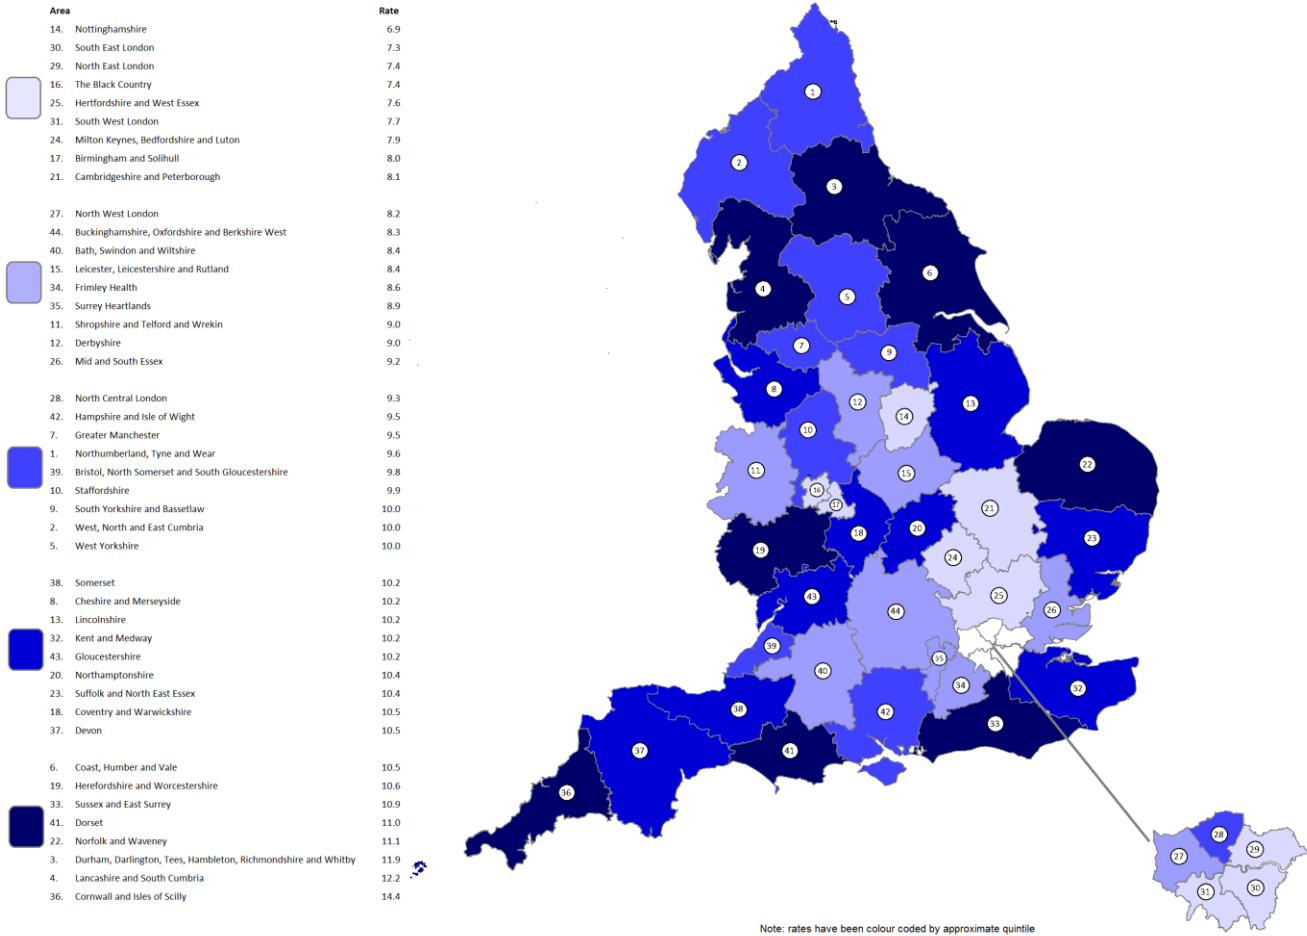 Area Rate
14. Nottinghamshire 6.9
30. South East London 7.3
29. North East London 7.4
16. The Black Country 7.4
25. Hertfordshire and West Essex 7.6
31. South West London 7.7
24. Milton Keynes, Bedfordshire and Luton 7.9
17. Birmingham and Solihull 8.0
21. Cambridgeshire and Peterborough 8.1
27. North West London 8.2
44. Buckinghamshire, Oxfordshire and Berkshire West 8.3
40. Bath, Swindon and Wiltshire 8.4
15. Leicester, Leicestershire and Rutland 8.4
34. Frimley Health 8.6
35. Surrey Heartlands 8.9
11. Shropshire and Telford and Wrekin 9.0
12. Derbyshire 9.0
26. Mid and South Essex 9.2
28. North Central London 9.3
42. Hampshire and Isle of Wight 9.5
7. Greater Manchester 9.5
1. Northumberland, Tyne and Wear 9.6
39. Bristol, North Somerset and South Gloucestershire 9.8
10. Staffordshire 9.9
9. South Yorkshire and Bassetlaw 10.0
2. West, North and East Cumbria 10.0
5. West Yorkshire 10.0
38. Somerset 10.2
8. Cheshire and Merseyside 10.2
13. Lincolnshire 10.2
32. Kent and Medway 10.2
43. Gloucestershire 10.2
20. Northamptonshire 10.4
23. Suffolk and North East Essex 10.4
18. Coventry and Warwickshire 10.5
37. Devon 10.5
6. Coast, Humber and Vale 10.5
19. Herefordshire and Worcestershire 10.6
33. Sussex and East Surrey 10.9
41. Dorset 11.0
22. Norfolk and Waveney 11.1
3. Durham, Darlington, Tees, Hambleton, Richmondshire and Whitby 11.9
4. Lancashire and South Cumbria 12.2
36. Cornwall and Isles of Scilly 14.4
1
2
3
6
4
5
7
9
8
12
13
14
10
22
11
15
16
17
21
20
18
23
19
24
25
43
44
26
39
35
40
34
32
38
42
33
37
41
36
28
29
27
30
31
Note: rates have been colour coded by approximate quintile